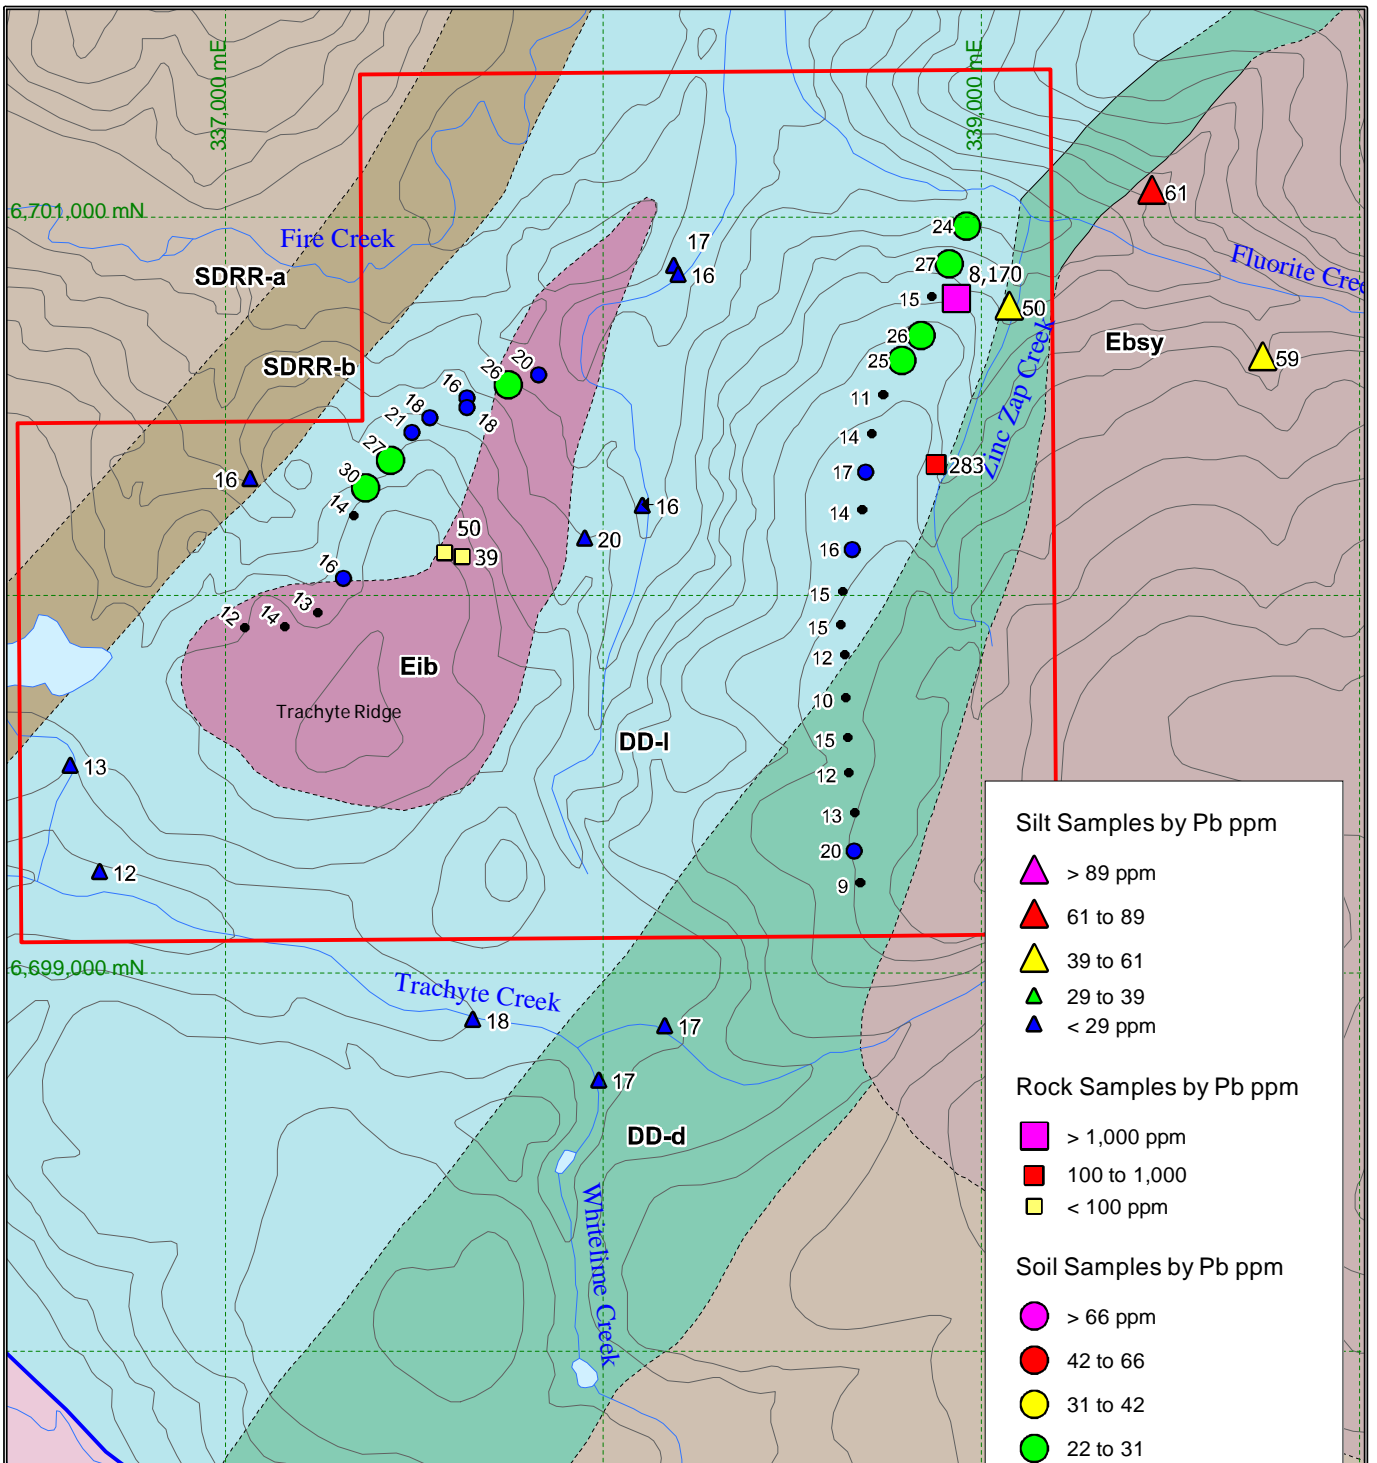 337,000 mE
339,000 mE
6,701,000 mN
Fire Creek
SDRR-a
SDRR-b
61
Fluorite Cree
24
27
8,170
15
50
26
25
Ebsy
59
17
16
20
26
16
18
18
21
27
30
14
16
11
14
17
283
Zinc Zap Creek
14
16
16
20
50
39
16
13
14
12
15
15
12
10
15
12
13
20
9
Eib
Trachyte Ridge
DD-l
13
12
6,699,000 mN
Trachyte Creek
18
17
17
DD-d
Whitelime Creek
Silt Samples by Pb ppm
> 89 ppm
61 to 89
39 to 61
29 to 39
< 29 ppm
Rock Samples by Pb ppm
> 1,000 ppm
100 to 1,000
< 100 ppm
Soil Samples by Pb ppm
> 66 ppm
42 to 66
31 to 42
22 to 31